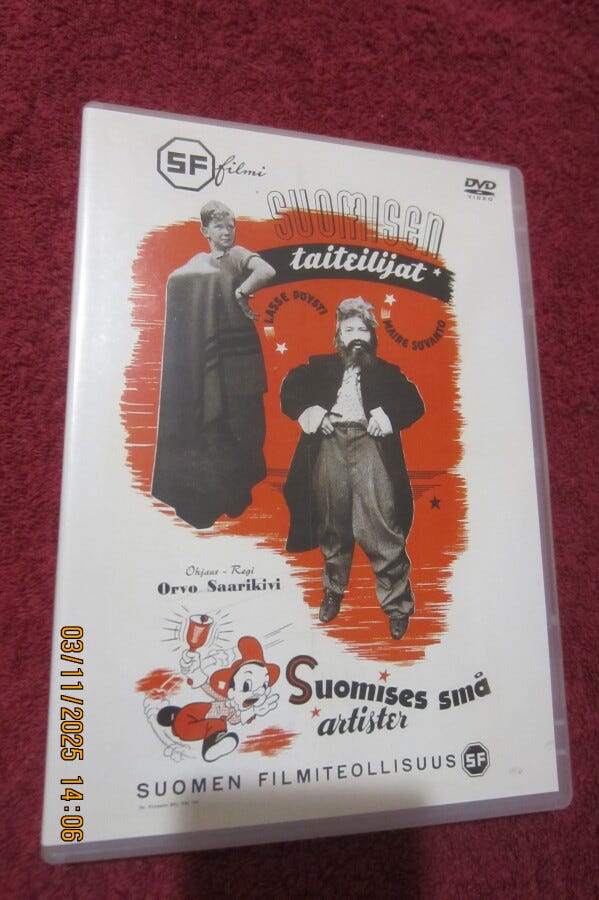 SF filmi
DVD
VIDEO
SUOMISEN
taiteilijat
LASSE PÖYSTI
MAIRE SUVANTO
Ohjaus - Regi
Orvo Saarikivi
Suomises små
artister
SUOMEN FILMITEOLLISUUS SF
03/11/2025 14:06